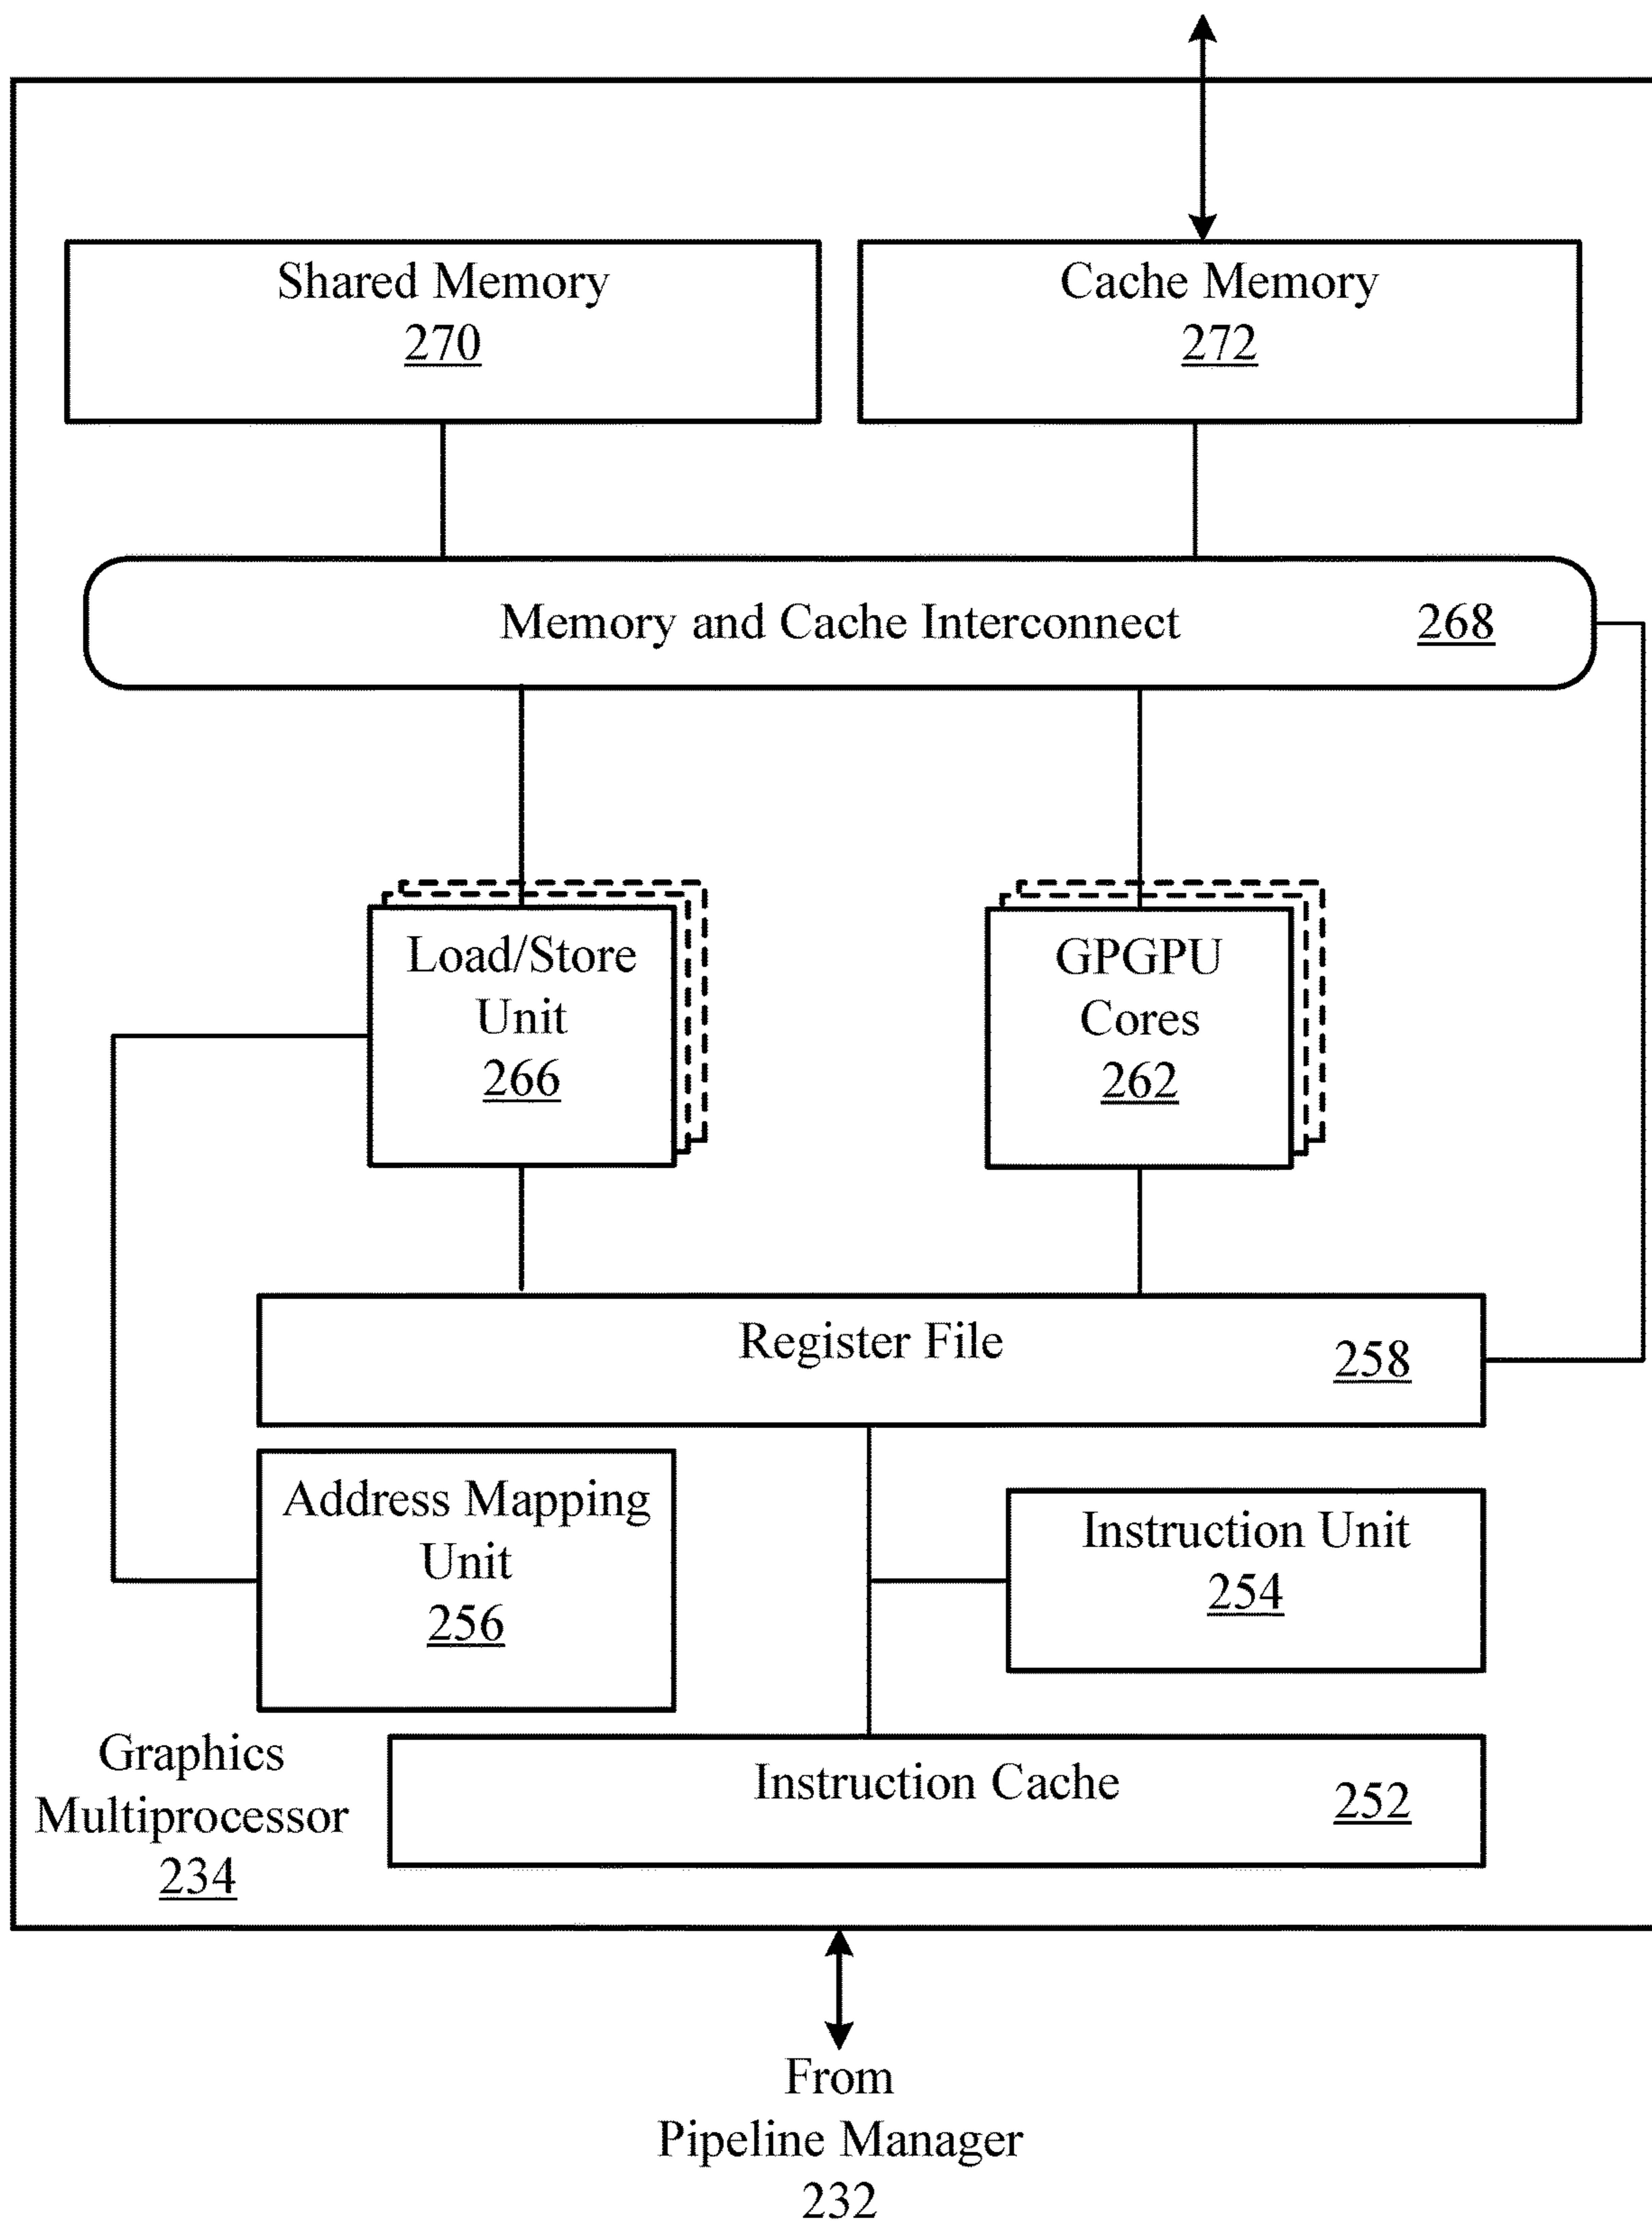 Shared Memory
270
Cache Memory
272
Memory and Cache Interconnect 268
Load/Store
Unit
266
GPGPU
Cores
262
Register File 258
Address Mapping
Unit
256
Instruction Unit
254
Graphics
Multiprocessor
234
Instruction Cache 252
From
Pipeline Manager
232